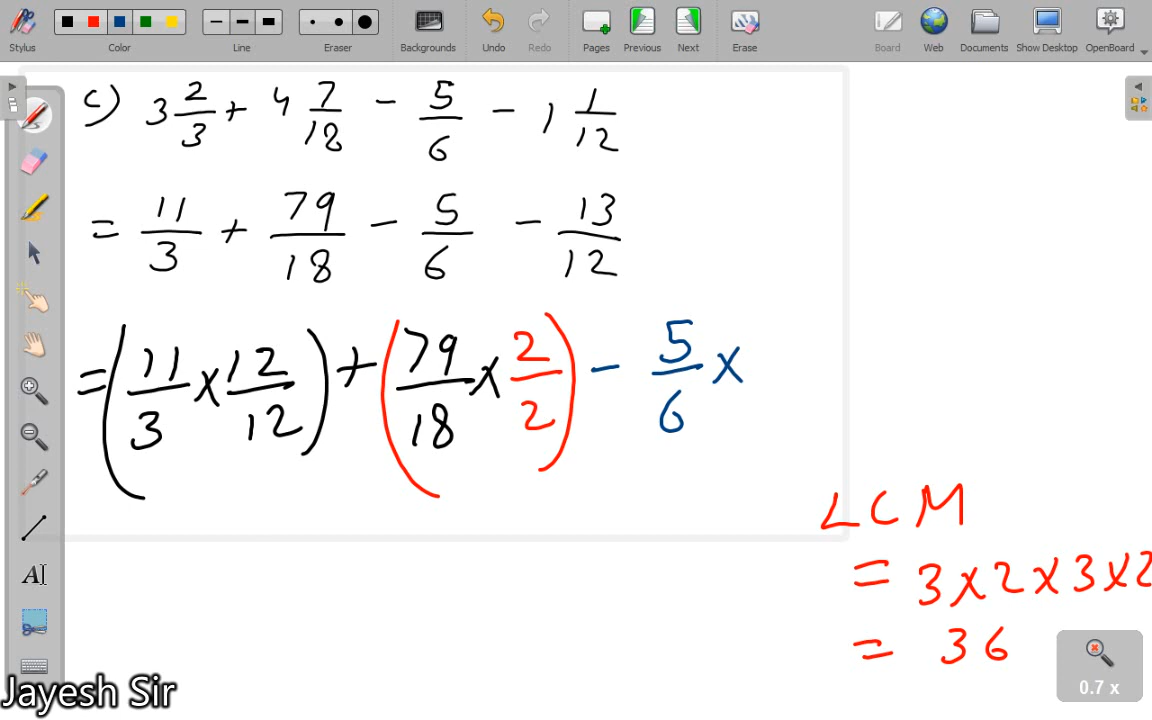 Stylus Color Line Eraser Backgrounds Undo Redo Pages Previous Next Erase Board Web Documents Show Desktop OpenBoard
c) 3 2/3 + 4 7/18 - 5/6 - 1 1/12
= 11/3 + 79/18 - 5/6 - 13/12
= (11/3 × 12/12) + (79/18 × 2/2) - 5/6 ×
LCM
= 3×2×3×2
= 36
0.7 x
Jayesh Sir